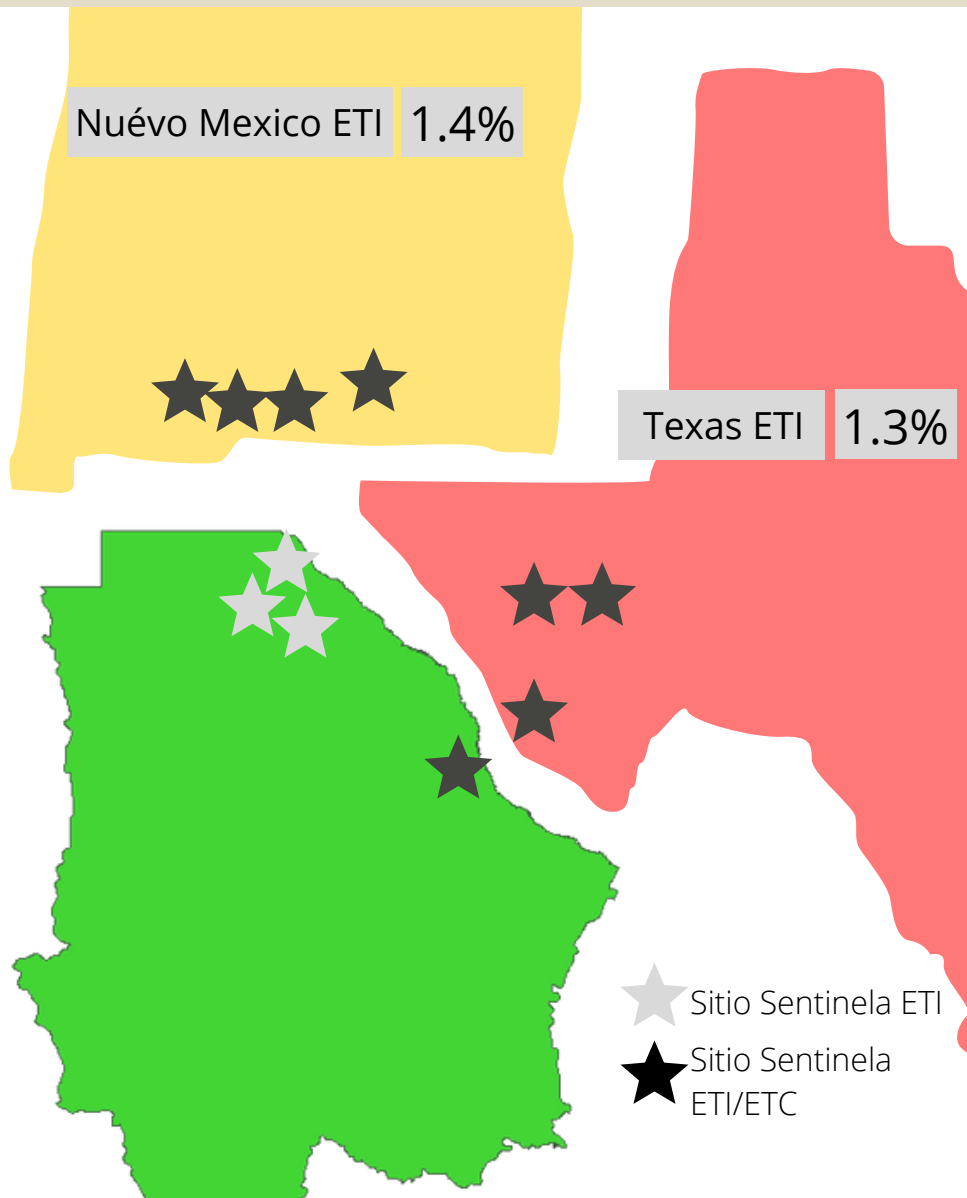 Nuévo Mexico ETI 1.4%
Texas ETI 1.3%
Sitio Sentinela ETI
Sitio Sentinela
ETI/ETC